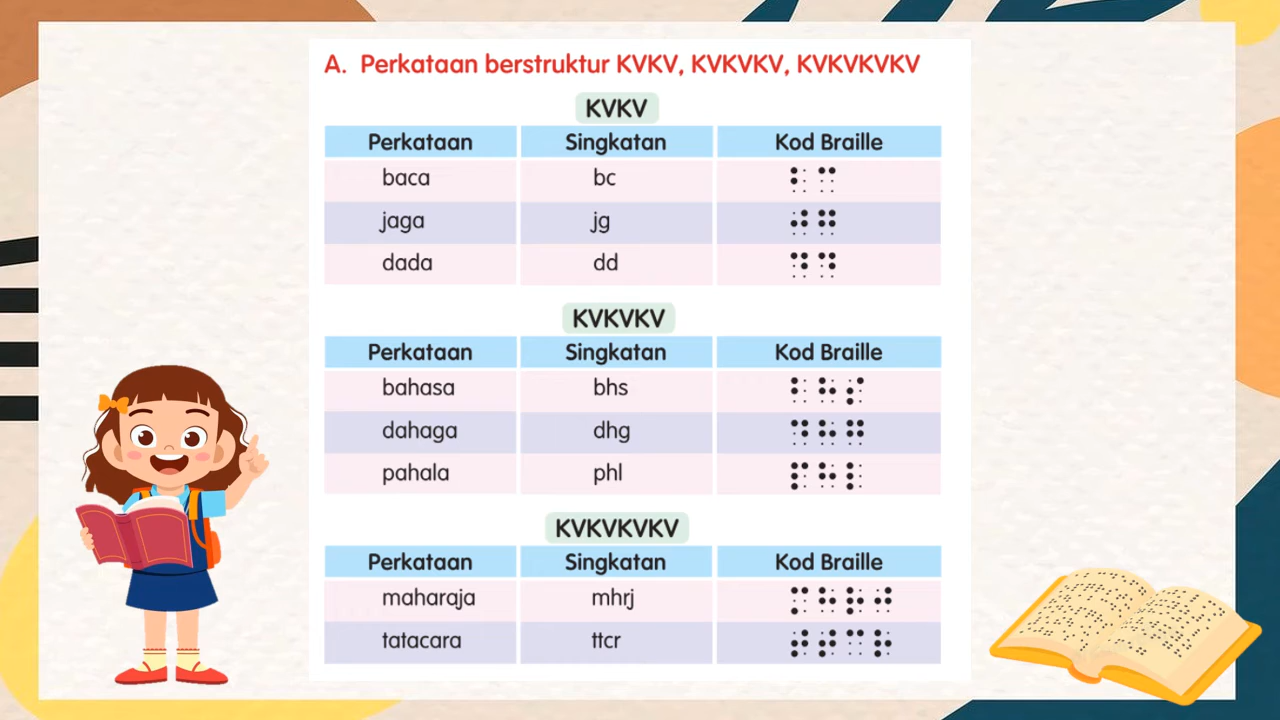 A. Perkataan berstruktur KVKV, KVKVKV, KVKVKVKV
KVKV
Perkataan Singkatan Kod Braille
baca bc ⠃⠉
jaga jg ⠚⠛
dada dd ⠙⠙
KVKVKV
Perkataan Singkatan Kod Braille
bahasa bhs ⠃⠓⠎
dahaga dhg ⠙⠓⠛
pahala phl ⠏⠓⠇
KVKVKVKV
Perkataan Singkatan Kod Braille
maharaja mhrj ⠍⠓⠗⠚
tatacara ttcr ⠞⠞⠉⠗